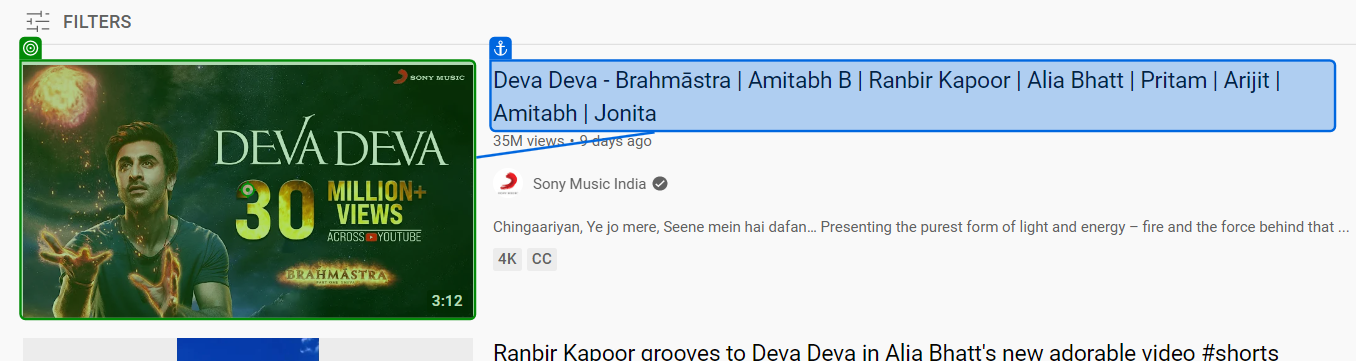 FILTERS
SONY MUSIC
DEVA DEVA
30 MILLION+
VIEWS
ACROSS YOUTUBE
BRAHMĀSTRA
3:12
Deva Deva - Brahmāstra | Amitabh B | Ranbir Kapoor | Alia Bhatt | Pritam | Arijit |
Amitabh | Jonita
35M views • 9 days ago
Sony Music India
Chingaariyan, Ye jo mere, Seene mein hai dafan… Presenting the purest form of light and energy – fire and the force behind that ...
4K CC
Ranbir Kapoor grooves to Deva Deva in Alia Bhatt's new adorable video #shorts